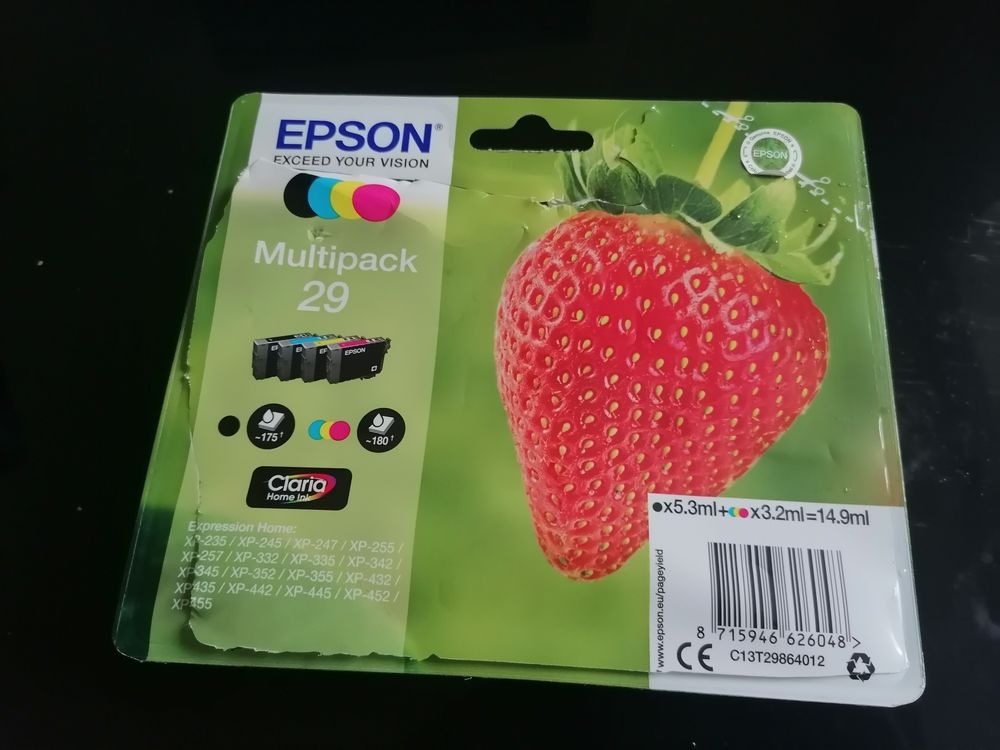 EPSON®
EXCEED YOUR VISION
Genuine EPSON
EPSON
Multipack
29
EPSON
~175†
~180†
Claria
Home Ink
Expression Home:
XP-235 / XP-245 / XP-247 / XP-255 /
XP-257 / XP-332 / XP-335 / XP-342 /
XP-345 / XP-352 / XP-355 / XP-432 /
XP-435 / XP-442 / XP-445 / XP-452 /
XP-455
x5.3ml+ x3.2ml=14.9ml
†www.epson.eu/pageyield
8 715946 626048 >
CE C13T29864012